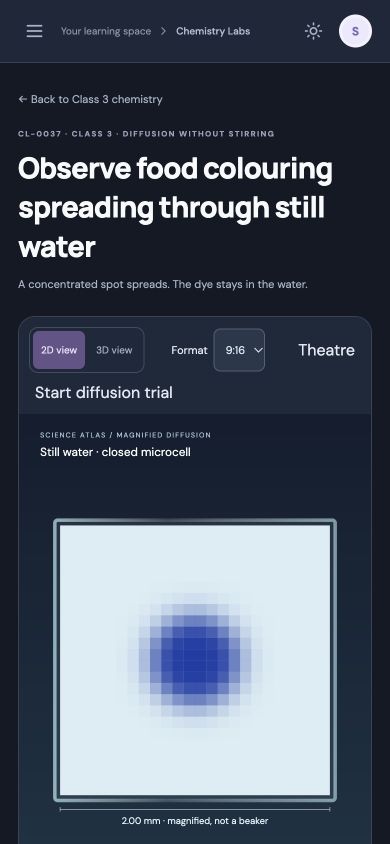 Your learning space > Chemistry Labs
S
← Back to Class 3 chemistry
CL-0037 · CLASS 3 · DIFFUSION WITHOUT STIRRING
Observe food colouring
spreading through still
water
A concentrated spot spreads. The dye stays in the water.
2D view 3D view Format 9:16 Theatre
Start diffusion trial
SCIENCE ATLAS / MAGNIFIED DIFFUSION
Still water · closed microcell
2.00 mm · magnified, not a beaker